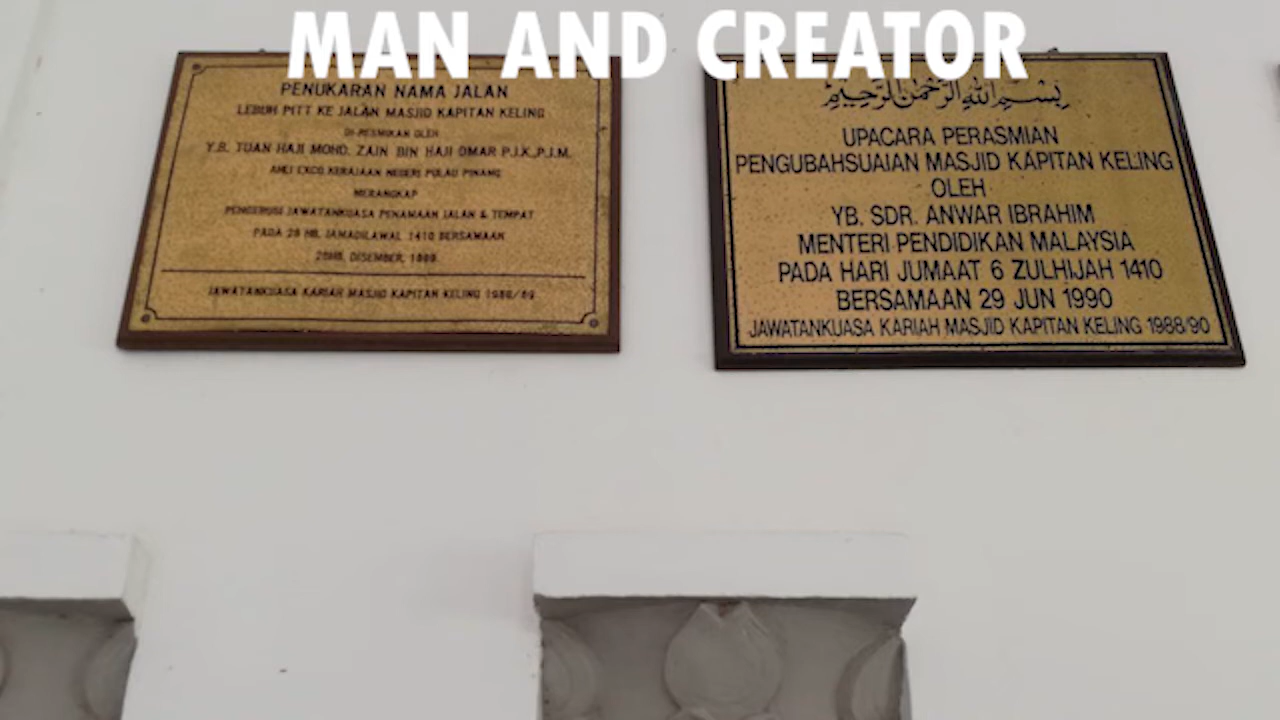 MAN AND CREATOR
PENUKARAN NAMA JALAN
LEBUH PITT KE JALAN MASJID KAPITAN KELING
DI-RESMIKAN OLEH
Y.B. TUAN HAJI MOHD. ZAIN BIN HAJI OMAR P.J.K.,P.J.M.
AHLI EXCO KERAJAAN NEGERI PULAU PINANG
MERANGKAP
PENGERUSI JAWATANKUASA PENAMAAN JALAN & TEMPAT
PADA 28 HB. JAMADILAWAL 1410 BERSAMAAN
DISEMBER,
JAWATANKUASA KARIAH MASJID KAPITAN KELING
بسم الله الرحمن الرحيم
UPACARA PERASMIAN
PENGUBAHSUAIAN MASJID KAPITAN KELING
OLEH
YB. SDR. ANWAR IBRAHIM
MENTERI PENDIDIKAN MALAYSIA
PADA HARI JUMAAT 6 ZULHIJAH 1410
BERSAMAAN 29 JUN 1990
JAWATANKUASA KARIAH MASJID KAPITAN KELING 1988/90